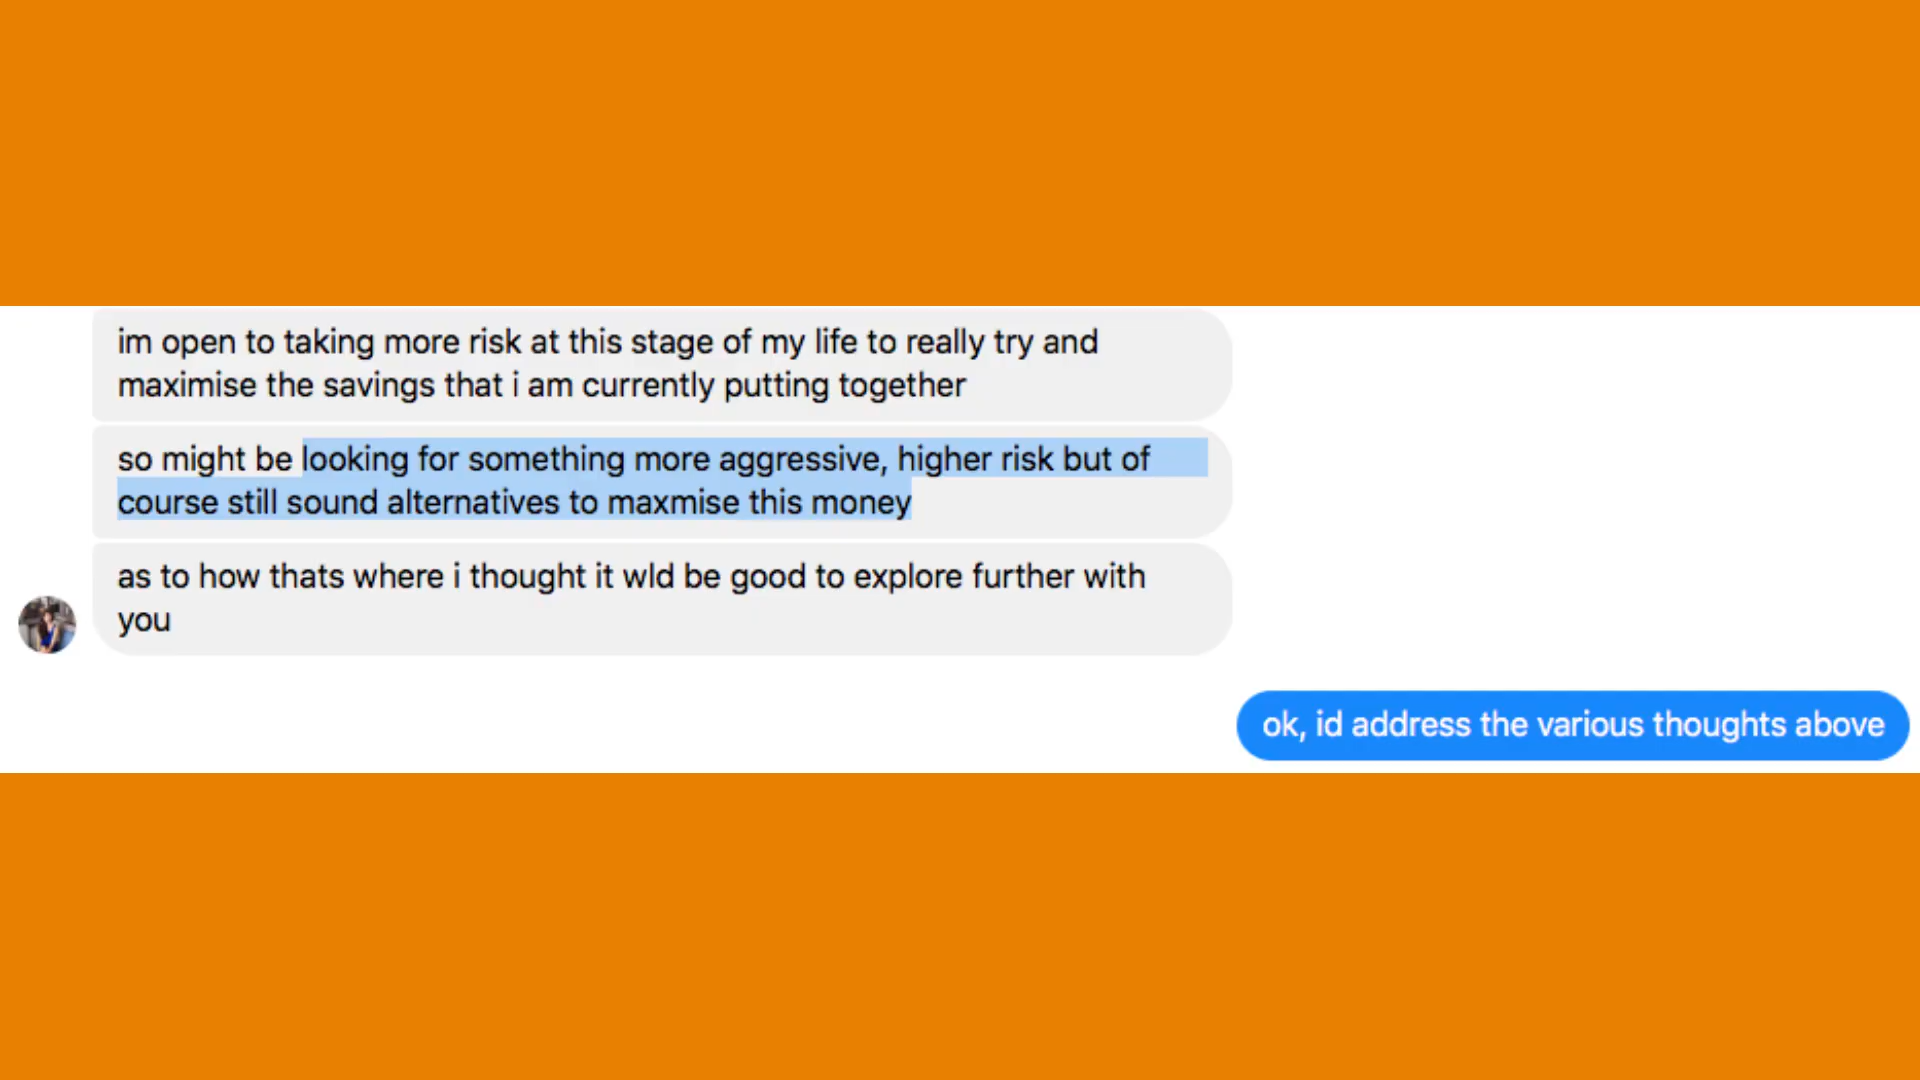 im open to taking more risk at this stage of my life to really try and
maximise the savings that i am currently putting together
so might be looking for something more aggressive, higher risk but of
course still sound alternatives to maxmise this money
as to how thats where i thought it wld be good to explore further with
you
ok, id address the various thoughts above